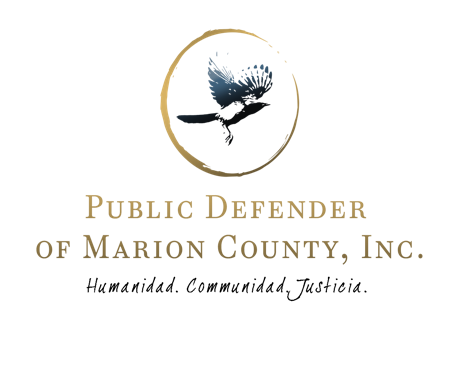 Public Defender
of Marion County, Inc.
Humanidad. Communidad. Justicia.